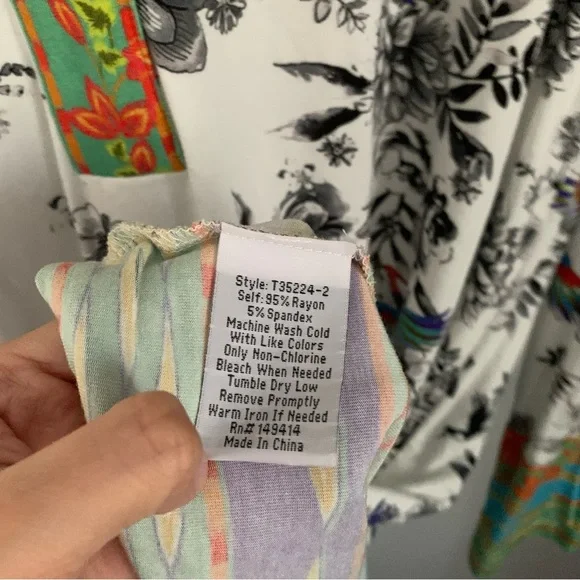 Style: T35224-2
Self:95% Rayon
5% Spandex
Machine Wash Cold
With Like Colors
Only Non-Chlorine
Bleach When Needed
Tumble Dry Low
Remove Promptly
Warm Iron If Needed
Rn# 149414
Made In China